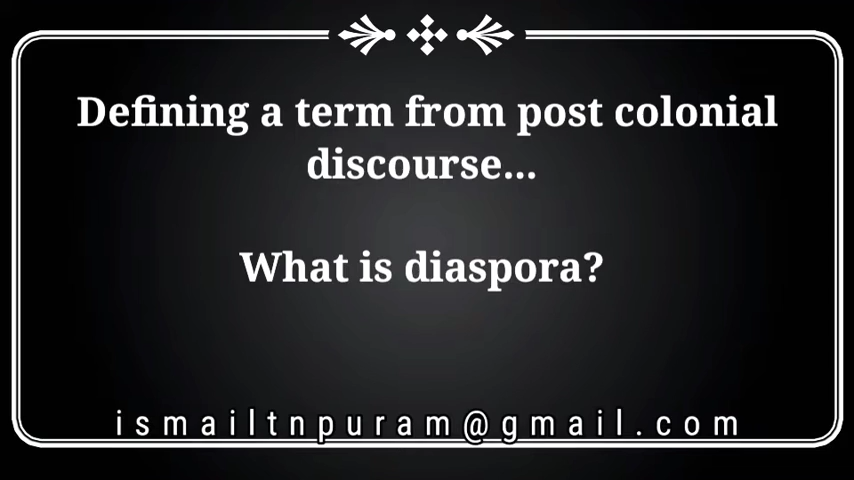 Defining a term from post colonial
discourse...
What is diaspora?
ismailtnpuram@gmail.com